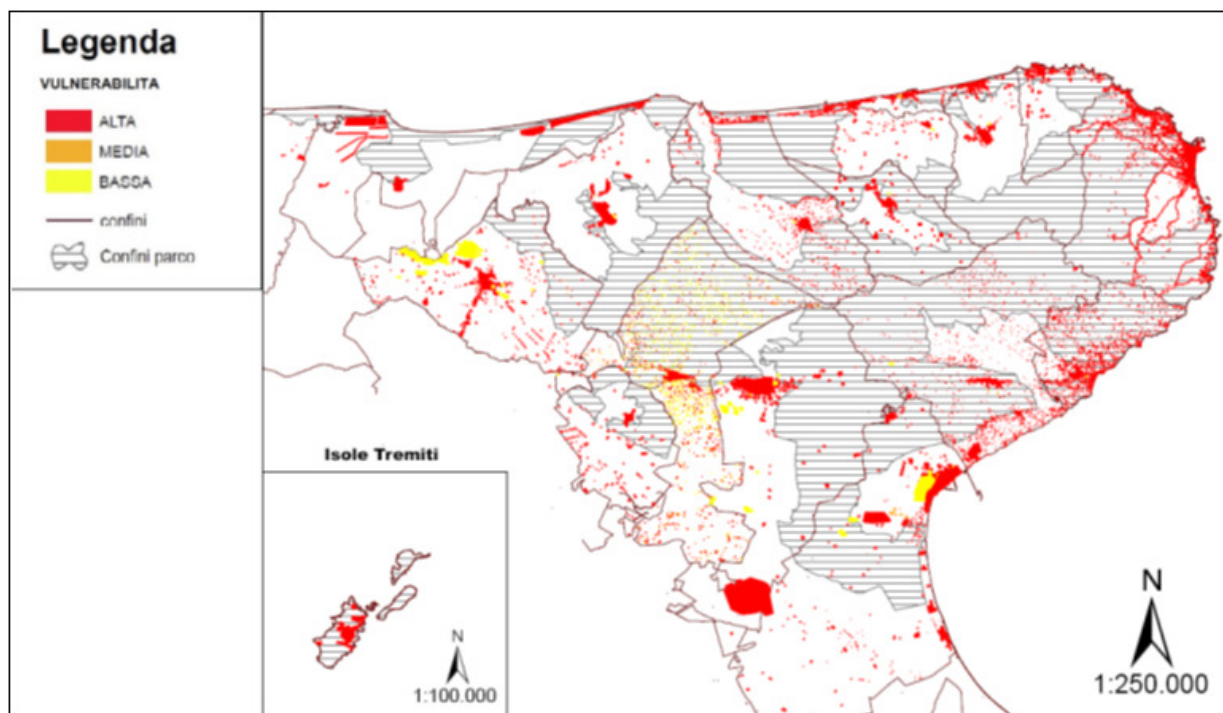 Legenda
VULNERABILITA
ALTA
MEDIA
BASSA
confini
Confini parco
Isole Tremiti
N
1:100.000
N
1:250.000